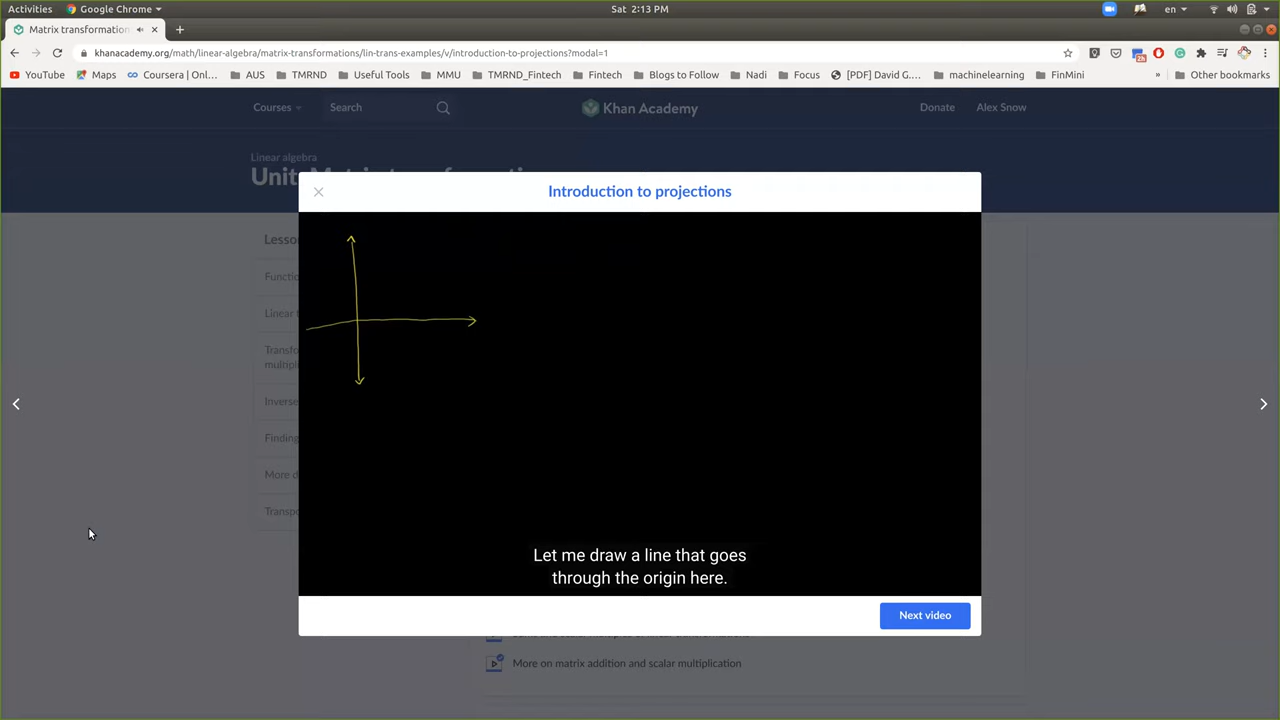 Activities
Google Chrome
Sat 2:13 PM
en
Matrix transformation
khanacademy.org/math/linear-algebra/matrix-transformations/lin-trans-examples/v/introduction-to-projections?modal=1
YouTube
Maps
Coursera | Onl...
AUS
TMRND
Useful Tools
MMU
TMRND_Fintech
Fintech
Blogs to Follow
Nadi
Focus
[PDF] David G....
machinelearning
FinMini
»
Other bookmarks
Courses
Search
Khan Academy
Donate
Alex Snow
Linear algebra
Introduction to projections
Let me draw a line that goes
through the origin here.
Next video
More on matrix addition and scalar multiplication